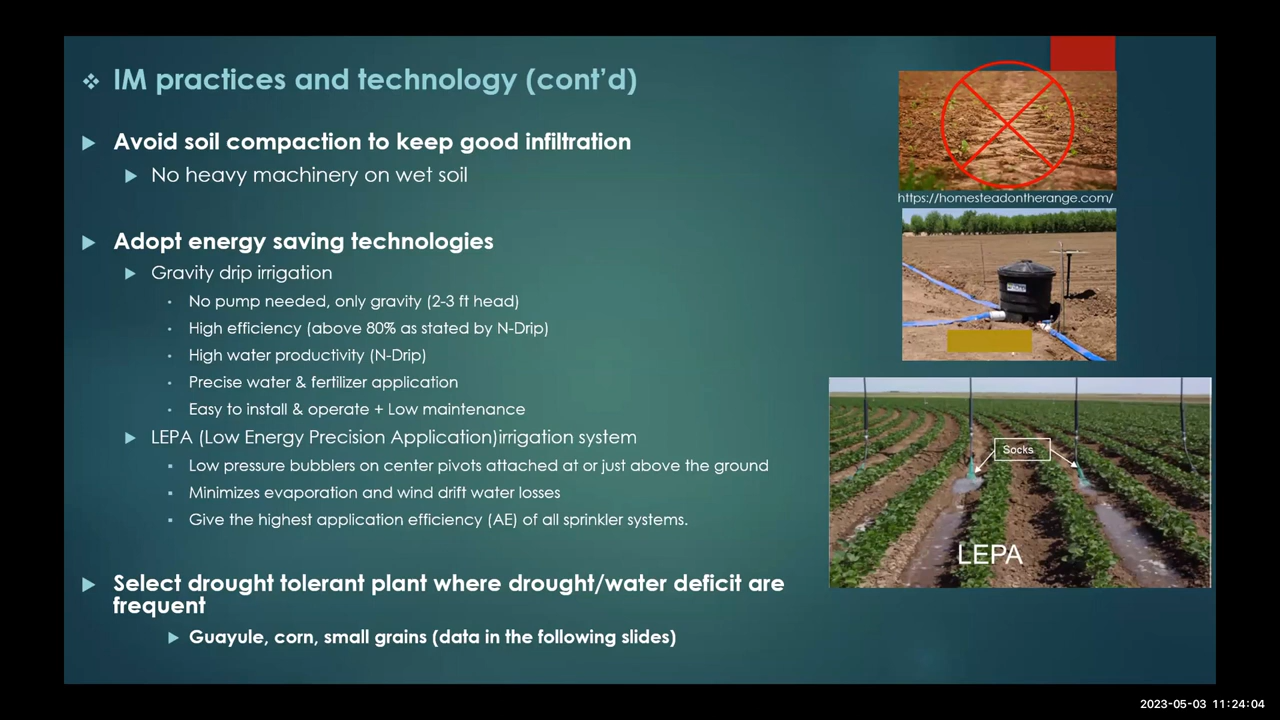 ❖ IM practices and technology (cont'd)
Avoid soil compaction to keep good infiltration
No heavy machinery on wet soil
Adopt energy saving technologies
Gravity drip irrigation
No pump needed, only gravity (2-3 ft head)
High efficiency (above 80% as stated by N-Drip)
High water productivity (N-Drip)
Precise water & fertilizer application
Easy to install & operate + Low maintenance
LEPA (Low Energy Precision Application)irrigation system
Low pressure bubblers on center pivots attached at or just above the ground
Minimizes evaporation and wind drift water losses
Give the highest application efficiency (AE) of all sprinkler systems.
Select drought tolerant plant where drought/water deficit are
frequent
Guayule, corn, small grains (data in the following slides)
https://homesteadontherange.com/
Socks
LEPA
2023-05-03 11:24:04